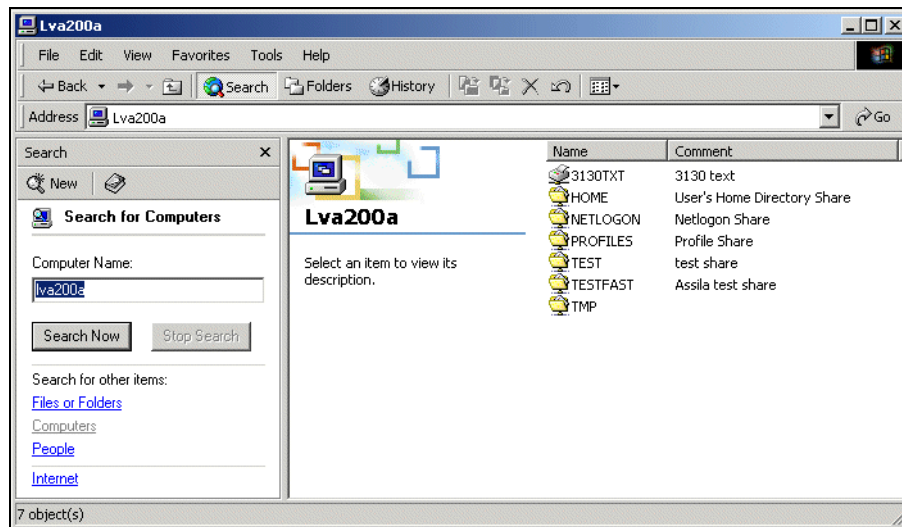 Lva200a
File Edit View Favorites Tools Help
Back Search Folders History
Address Lva200a Go
Search
New
Search for Computers
Computer Name:
lva200a
Search Now Stop Search
Search for other items:
Files or Folders
Computers
People
Internet
Lva200a
Select an item to view its
description.
Name Comment
3130TXT 3130 text
HOME User's Home Directory Share
NETLOGON Netlogon Share
PROFILES Profile Share
TEST test share
TESTFAST Assila test share
TMP
7 object(s)